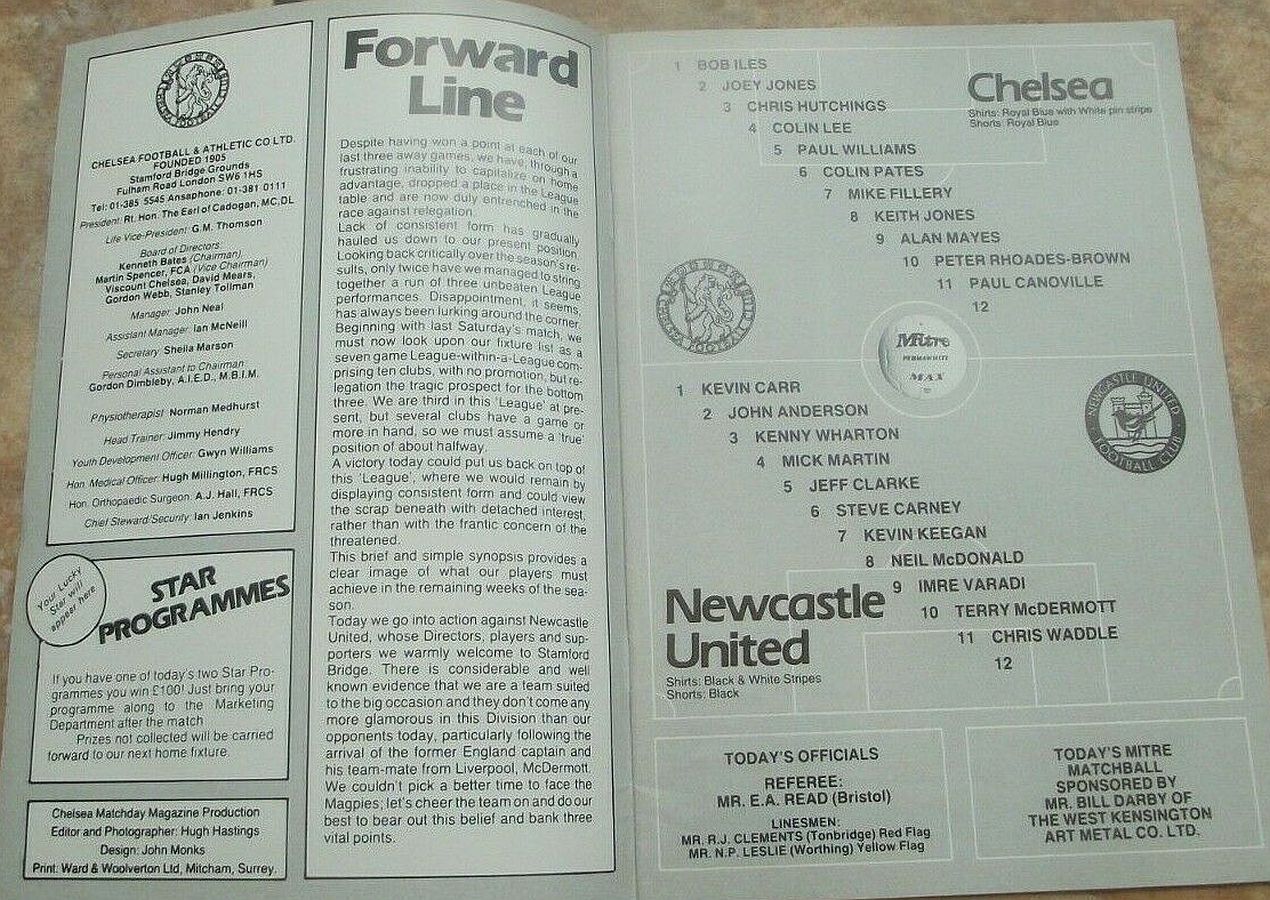 CHELSEA FOOTBALL & ATHLETIC CO LTD.
FOUNDED 1905
Stamford Bridge Grounds
Fulham Road London SW6 1HS
Tel: 01-385 5545 Ansaphone: 01-381 0111
President: Rt. Hon. The Earl of Cadogan, MC, DL
Life Vice-President: G.M. Thomson
Board of Directors:
Kenneth Bates (Chairman)
Martin Spencer, FCA (Vice Chairman)
Viscount Chelsea, David Mears,
Gordon Webb, Stanley Tollman
Manager: John Neal
Assistant Manager: Ian McNeill
Secretary: Sheila Marson
Personal Assistant to Chairman
Gordon Dimbleby, A.I.E.D., M.B.I.M.
Physiotherapist: Norman Medhurst
Head Trainer: Jimmy Hendry
Youth Development Officer: Gwyn Williams
Hon. Medical Officer: Hugh Millington, FRCS
Hon. Orthopaedic Surgeon: A.J. Hall, FRCS
Chief Steward/Security: Ian Jenkins
Your Lucky
Star will
appear here
STAR
PROGRAMMES
If you have one of today's two Star Pro-
grammes you win £100! Just bring your
programme along to the Marketing
Department after the match
Prizes not collected will be carried
forward to our next home fixture.
Chelsea Matchday Magazine Production
Editor and Photographer: Hugh Hastings
Design: John Monks
Print: Ward & Woolverton Ltd, Mitcham, Surrey.
Forward
Line
Despite having won a point at each of our
last three away games, we have, through a
frustrating inability to capitalize on home
advantage, dropped a place in the League
table and are now duly entrenched in the
race against relegation.
Lack of consistent form has gradually
hauled us down to our present position.
Looking back critically over the season's re-
sults, only twice have we managed to string
together a run of three unbeaten League
performances. Disappointment, it seems,
has always been lurking around the corner.
Beginning with last Saturday's match, we
must now look upon our fixture list as a
seven game League-within-a-League com-
prising ten clubs, with no promotion, but re-
legation the tragic prospect for the bottom
three. We are third in this 'League' at pre-
sent, but several clubs have a game or
more in hand, so we must assume a 'true'
position of about halfway.
A victory today could put us back on top of
this 'League', where we would remain by
displaying consistent form and could view
the scrap beneath with detached interest,
rather than with the frantic concern of the
threatened.
This brief and simple synopsis provides a
clear image of what our players must
achieve in the remaining weeks of the sea-
son.
Today we go into action against Newcastle
United, whose Directors, players and sup-
porters we warmly welcome to Stamford
Bridge. There is considerable and well
known evidence that we are a team suited
to the big occasion and they don't come any
more glamorous in this Division than our
opponents today, particularly following the
arrival of the former England captain and
his team-mate from Liverpool, McDermott.
We couldn't pick a better time to face the
Magpies; let's cheer the team on and do our
best to bear out this belief and bank three
vital points.
1 BOB ILES
2 JOEY JONES
3 CHRIS HUTCHINGS
4 COLIN LEE
5 PAUL WILLIAMS
6 COLIN PATES
7 MIKE FILLERY
8 KEITH JONES
9 ALAN MAYES
10 PETER RHOADES-BROWN
11 PAUL CANOVILLE
12
Chelsea
Shirts: Royal Blue with White pin stripe
Shorts: Royal Blue
Mitre
PERMAWHITE
MAX
1 KEVIN CARR
2 JOHN ANDERSON
3 KENNY WHARTON
4 MICK MARTIN
5 JEFF CLARKE
6 STEVE CARNEY
7 KEVIN KEEGAN
8 NEIL McDONALD
9 IMRE VARADI
10 TERRY McDERMOTT
11 CHRIS WADDLE
12
NEWCASTLE UNITED
FOOTBALL CLUB
Newcastle
United
Shirts: Black & White Stripes
Shorts: Black
TODAY'S OFFICIALS
REFEREE:
MR. E.A. READ (Bristol)
LINESMEN:
MR. R.J. CLEMENTS (Tonbridge) Red Flag
MR. N.P. LESLIE (Worthing) Yellow Flag
TODAY'S MITRE
MATCHBALL
SPONSORED BY
MR. BILL DARBY OF
THE WEST KENSINGTON
ART METAL CO. LTD.